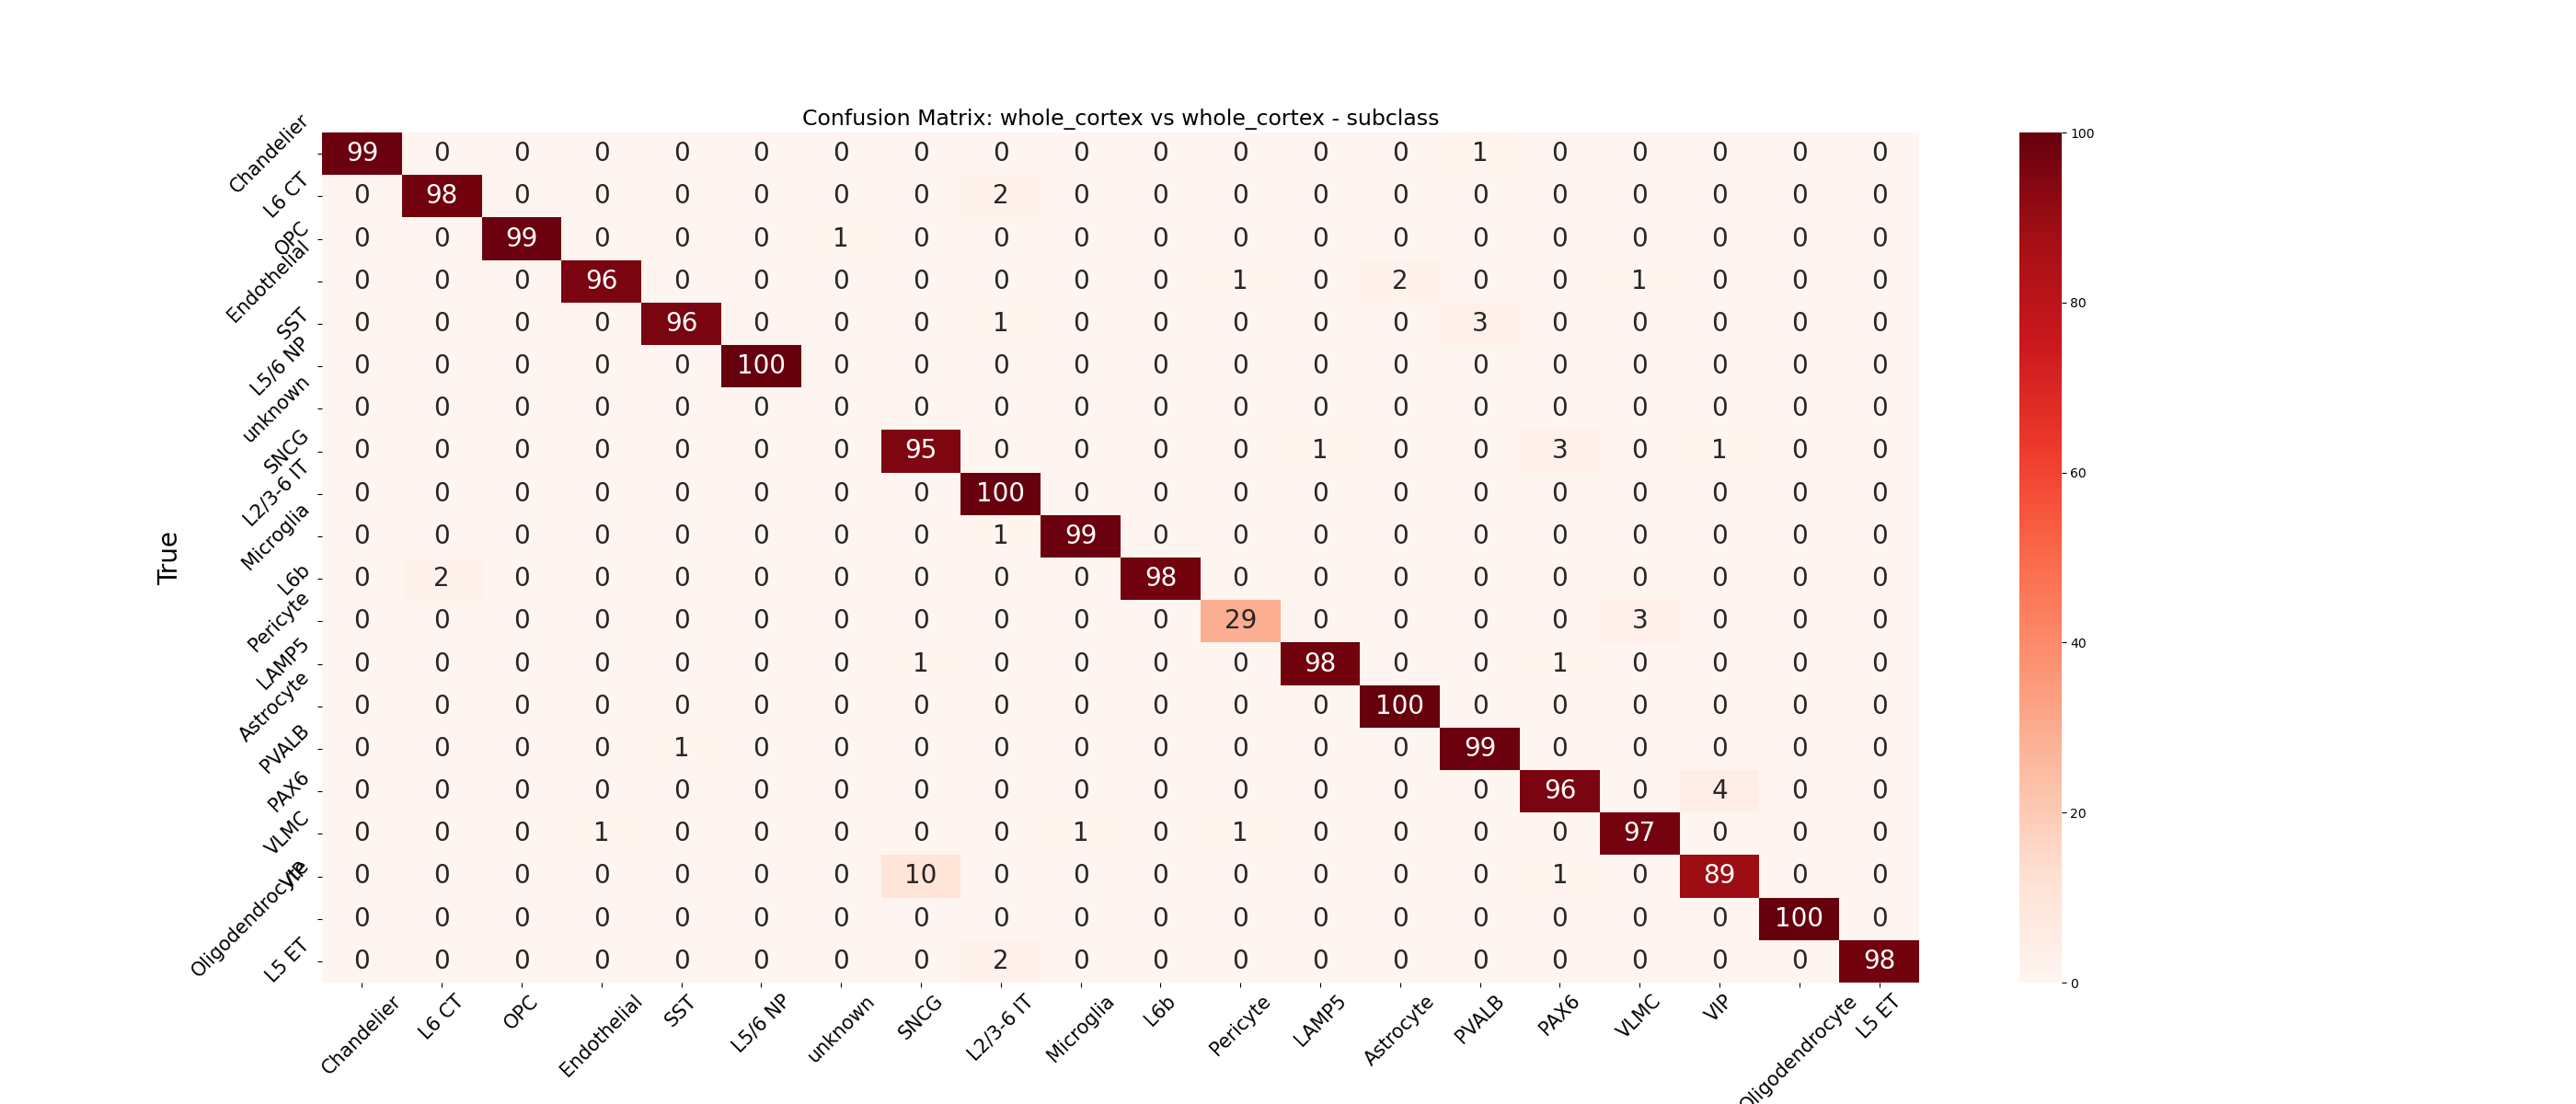 Confusion Matrix: whole_cortex vs whole_cortex - subclass
True
Chandelier 99 0 0 0 0 0 0 0 0 0 0 0 0 0 1 0 0 0 0 0
L6 CT 0 98 0 0 0 0 0 0 2 0 0 0 0 0 0 0 0 0 0 0
OPC 0 0 99 0 0 0 1 0 0 0 0 0 0 0 0 0 0 0 0 0
Endothelial 0 0 0 96 0 0 0 0 0 0 0 1 0 2 0 0 1 0 0 0
SST 0 0 0 0 96 0 0 0 1 0 0 0 0 0 3 0 0 0 0 0
L5/6 NP 0 0 0 0 0 100 0 0 0 0 0 0 0 0 0 0 0 0 0 0
unknown 0 0 0 0 0 0 0 0 0 0 0 0 0 0 0 0 0 0 0 0
SNCG 0 0 0 0 0 0 0 95 0 0 0 0 1 0 0 3 0 1 0 0
L2/3-6 IT 0 0 0 0 0 0 0 0 100 0 0 0 0 0 0 0 0 0 0 0
Microglia 0 0 0 0 0 0 0 0 1 99 0 0 0 0 0 0 0 0 0 0
L6b 0 2 0 0 0 0 0 0 0 0 98 0 0 0 0 0 0 0 0 0
Pericyte 0 0 0 0 0 0 0 0 0 0 0 29 0 0 0 0 3 0 0 0
LAMP5 0 0 0 0 0 0 0 1 0 0 0 0 98 0 0 1 0 0 0 0
Astrocyte 0 0 0 0 0 0 0 0 0 0 0 0 0 100 0 0 0 0 0 0
PVALB 0 0 0 0 1 0 0 0 0 0 0 0 0 0 99 0 0 0 0 0
PAX6 0 0 0 0 0 0 0 0 0 0 0 0 0 0 0 96 0 4 0 0
VLMC 0 0 0 1 0 0 0 0 0 1 0 1 0 0 0 0 97 0 0 0
VIP 0 0 0 0 0 0 0 10 0 0 0 0 0 0 0 1 0 89 0 0
Oligodendrocyte 0 0 0 0 0 0 0 0 0 0 0 0 0 0 0 0 0 0 100 0
L5 ET 0 0 0 0 0 0 0 0 2 0 0 0 0 0 0 0 0 0 0 98
Chandelier L6 CT OPC Endothelial SST L5/6 NP unknown SNCG L2/3-6 IT Microglia L6b Pericyte LAMP5 Astrocyte PVALB PAX6 VLMC VIP Oligodendrocyte L5 ET
100
80
60
40
20
0